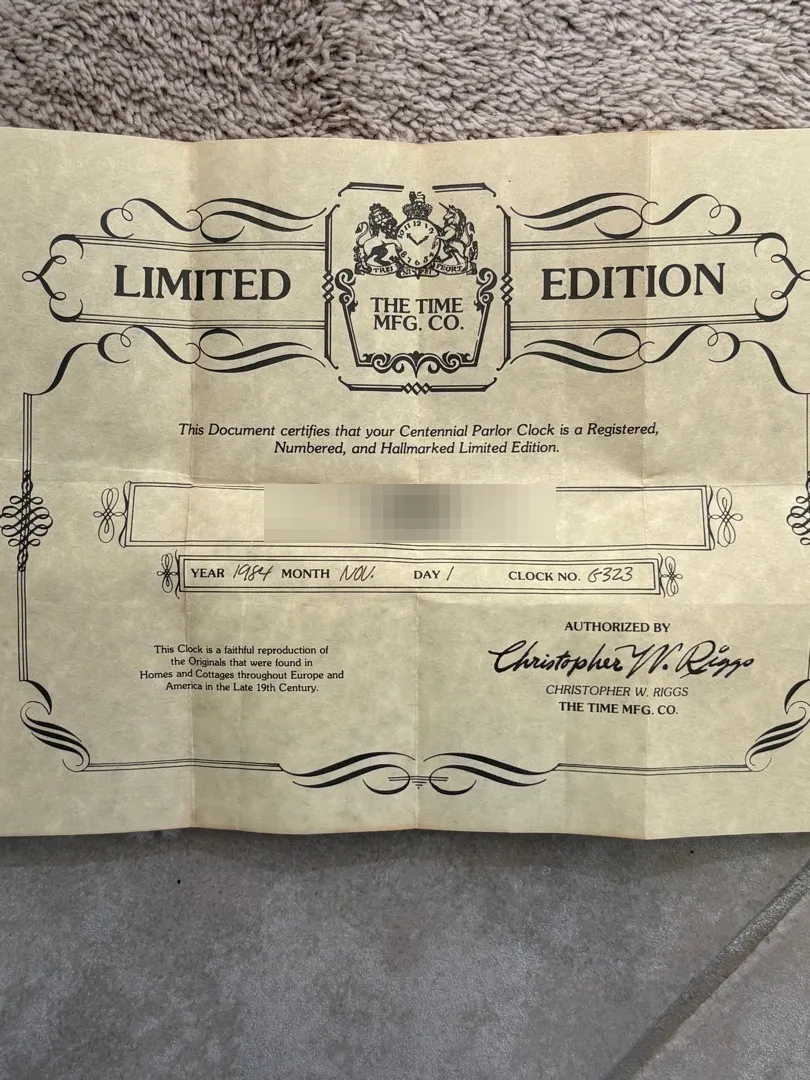 LIMITED
EDITION
THE TIME
MFG. CO.
This Document certifies that your Centennial Parlor Clock is a Registered,
Numbered, and Hallmarked Limited Edition.
YEAR 1984 MONTH NOV. DAY 1 CLOCK NO. G323
This Clock is a faithful reproduction of
the Originals that were found in
Homes and Cottages throughout Europe and
America in the Late 19th Century.
AUTHORIZED BY
Christopher W. Riggs
CHRISTOPHER W. RIGGS
THE TIME MFG. CO.